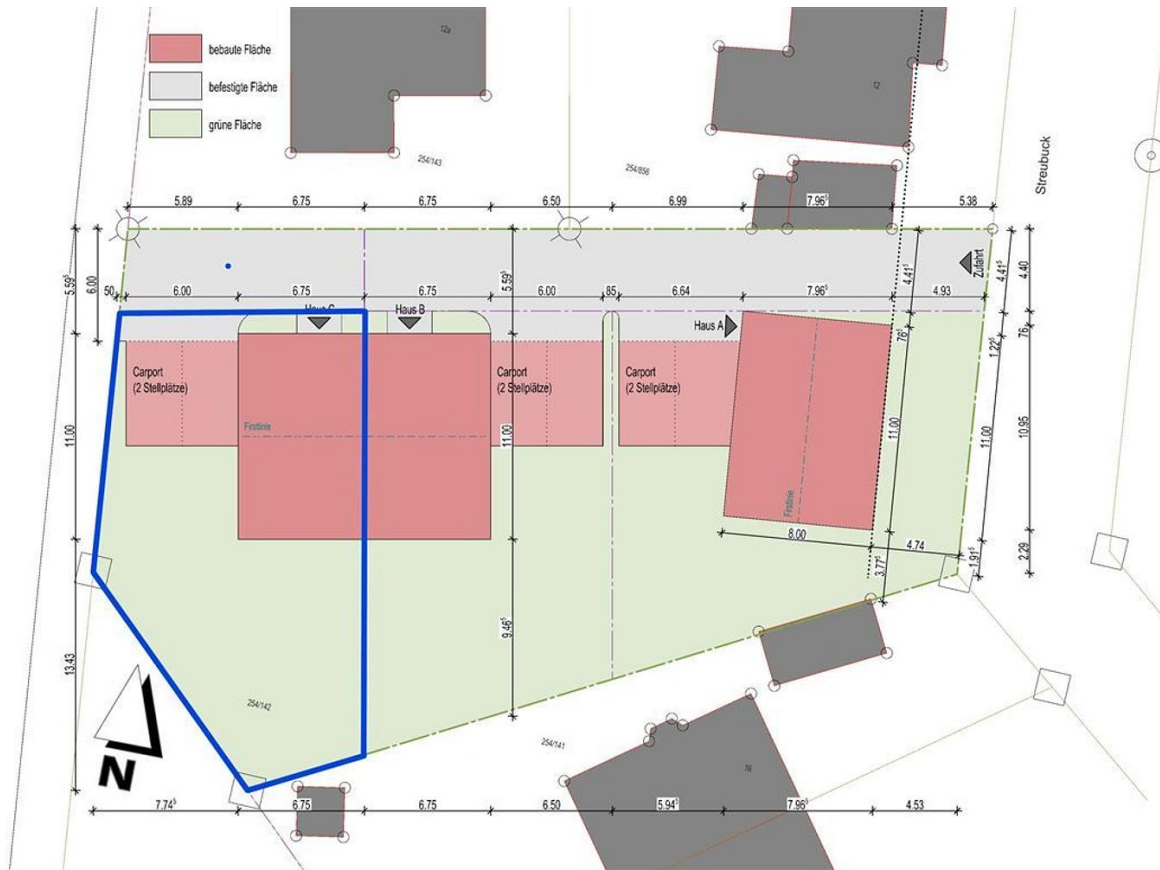 12a
bebaute Fläche
befestigte Fläche
grüne Fläche
12
254/143
254/856
Streubuck
5.89
6.75
6.75
6.50
6.99
7.96⁵
5.38
5.59⁵
6.00
5.59⁵
4.41⁵
Zufahrt
4.41⁵
4.40
50
6.00
6.75
6.75
6.00
85
6.64
7.96⁵
4.93
Haus B
Haus A
76⁵
1.22⁵
76
Carport
(2 Stellplätze)
Carport
(2 Stellplätze)
Carport
(2 Stellplätze)
Firstlinie
11.00
11.00
11.00
11.00
10.95
Firstlinie
8.00
4.74
3.77⁵
1.91⁵
2.29
13.43
9.46⁵
254/142
254/141
N
7.74⁵
6.75
6.75
6.50
5.94⁵
7.96⁵
4.53